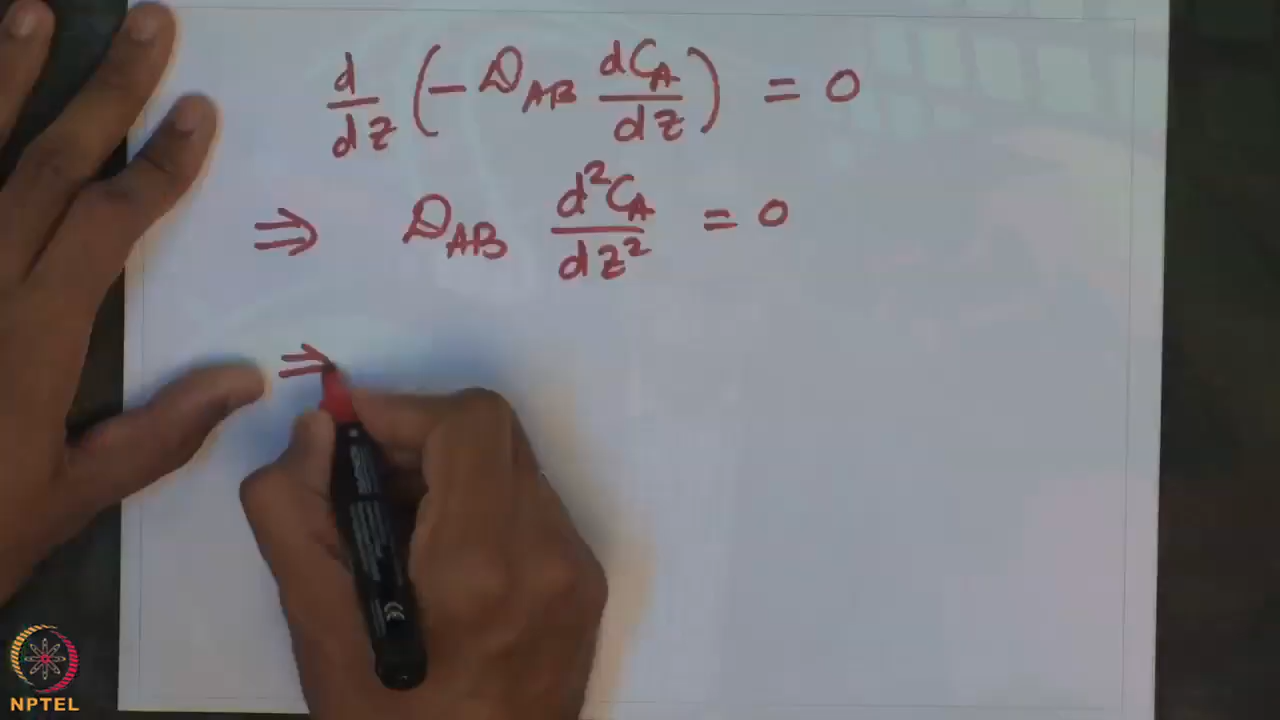 d/dz (− D_AB dC_A/dz) = 0
⇒ D_AB d²C_A/dz² = 0
⇒
NPTEL